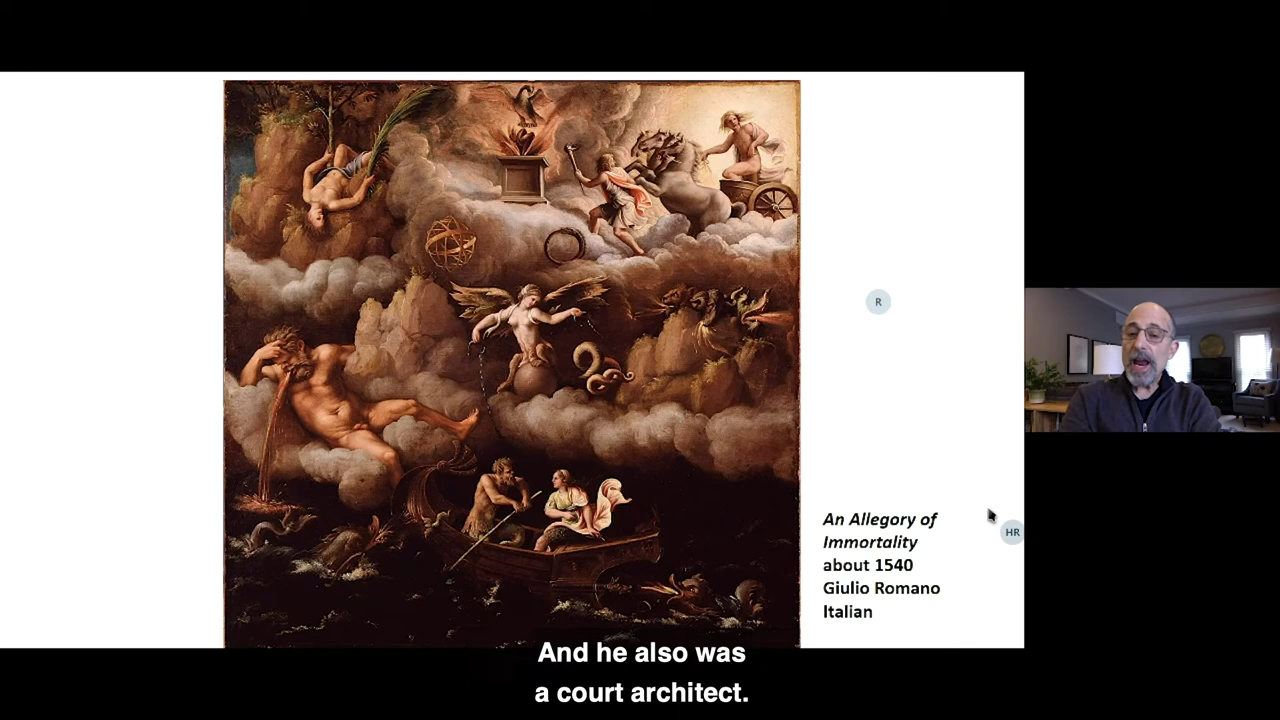 R
An Allegory of
Immortality
HR
about 1540
Giulio Romano
Italian
And he also was
a court architect.